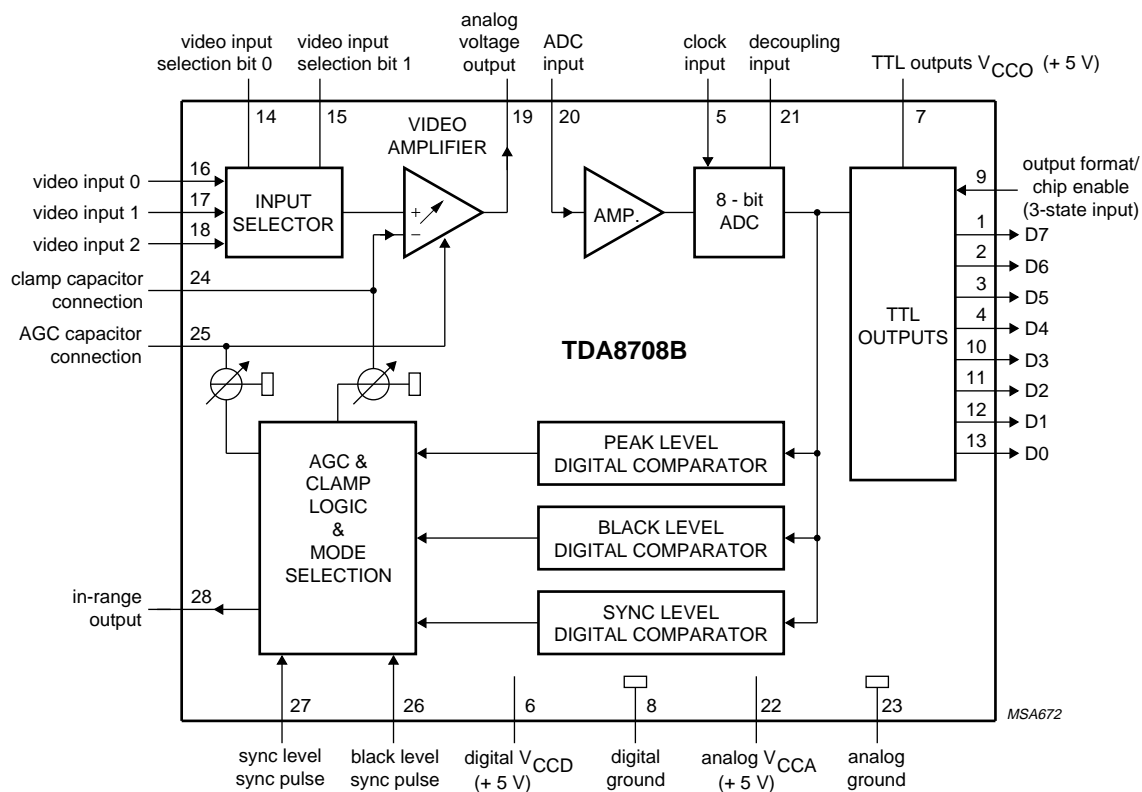 video input
selection bit 0
video input
selection bit 1
analog
voltage
output
ADC
input
clock
input
decoupling
input
TTL outputs VCCO (+ 5 V)
14
15
19
20
5
21
7
VIDEO
AMPLIFIER
video input 0
16
video input 1
17
video input 2
18
INPUT
SELECTOR
+
−
AMP.
8 - bit
ADC
9
output format/
chip enable
(3-state input)
1
D7
2
D6
3
D5
4
D4
10
D3
11
D2
12
D1
13
D0
TTL
OUTPUTS
clamp capacitor
connection
24
AGC capacitor
connection
25
TDA8708B
AGC &
CLAMP
LOGIC
&
MODE
SELECTION
PEAK LEVEL
DIGITAL COMPARATOR
BLACK LEVEL
DIGITAL COMPARATOR
SYNC LEVEL
DIGITAL COMPARATOR
in-range
output
28
27
26
6
8
22
23
MSA672
sync level
sync pulse
black level
sync pulse
digital VCCD
(+ 5 V)
digital
ground
analog VCCA
(+ 5 V)
analog
ground